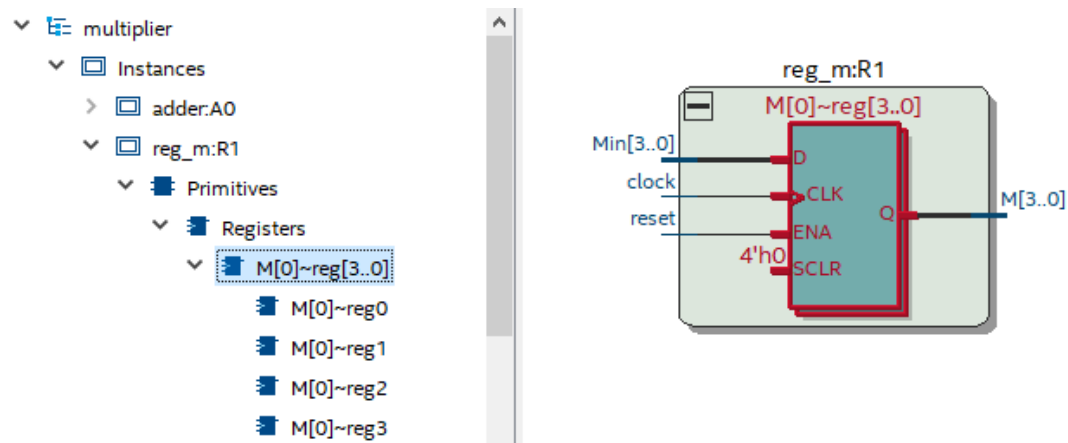 multiplier
Instances
adder:A0
reg_m:R1
Primitives
Registers
M[0]~reg[3..0]
M[0]~reg0
M[0]~reg1
M[0]~reg2
M[0]~reg3
reg_m:R1
M[0]~reg[3..0]
Min[3..0]
D
clock
CLK
M[3..0]
Q
reset
ENA
4'h0
SCLR